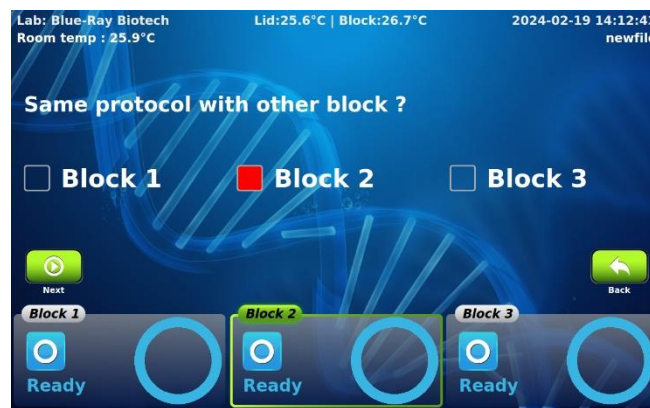 Lab: Blue-Ray Biotech Lid:25.6°C | Block:26.7°C 2024-02-19 14:12:43
Room temp : 25.9°C newfile
Same protocol with other block ?
Block 1 Block 2 Block 3
Next Back
Block 1 Block 2 Block 3
Ready Ready Ready